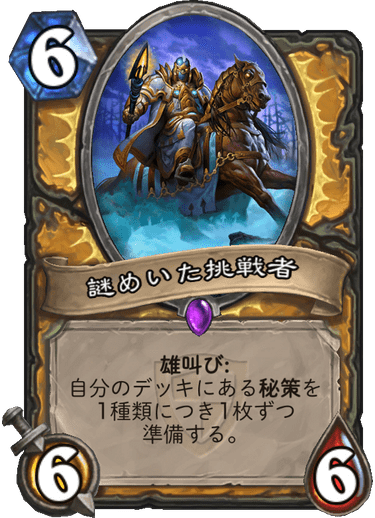 6
謎めいた挑戦者
雄叫び:
自分のデッキにある秘策を
1種類につき1枚ずつ
準備する。
6
6